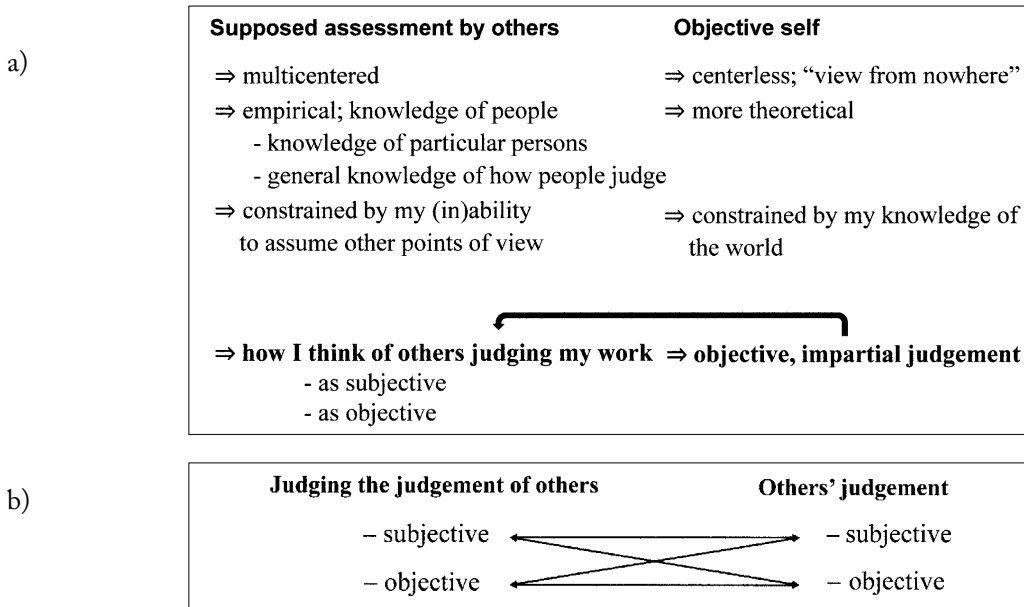 a)
Supposed assessment by others
Objective self
⇒ multicentered
⇒ centerless; “view from nowhere”
⇒ empirical; knowledge of people
⇒ more theoretical
- knowledge of particular persons
- general knowledge of how people judge
⇒ constrained by my (in)ability
to assume other points of view
⇒ constrained by my knowledge of
the world
⇒ how I think of others judging my work
⇒ objective, impartial judgement
- as subjective
- as objective
b)
Judging the judgement of others
Others’ judgement
– subjective
– subjective
– objective
– objective